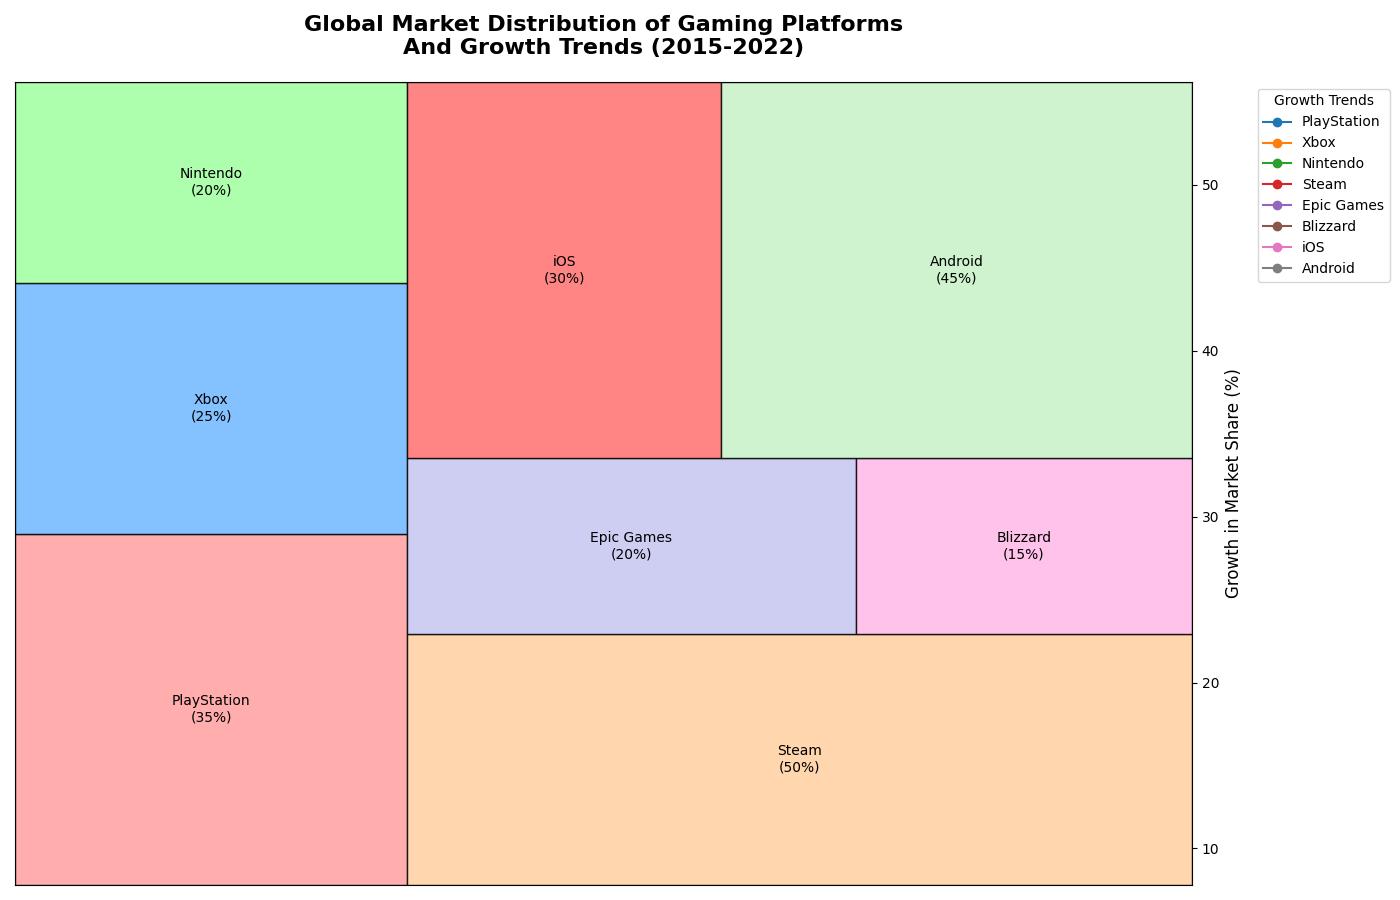 Global Market Distribution of Gaming Platforms
And Growth Trends (2015-2022)
Nintendo
(20%)
iOS
(30%)
Android
(45%)
Xbox
(25%)
Epic Games
(20%)
Blizzard
(15%)
PlayStation
(35%)
Steam
(50%)
50
40
30
20
10
Growth in Market Share (%)
Growth Trends
PlayStation
Xbox
Nintendo
Steam
Epic Games
Blizzard
iOS
Android